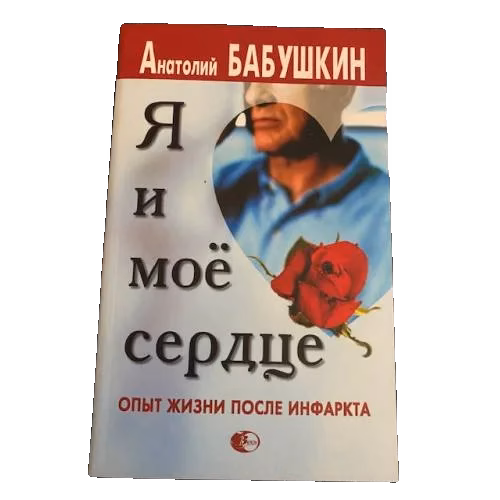 Анатолий БАБУШКИН
Я
и
моё
сердце
ОПЫТ ЖИЗНИ ПОСЛЕ ИНФАРКТА